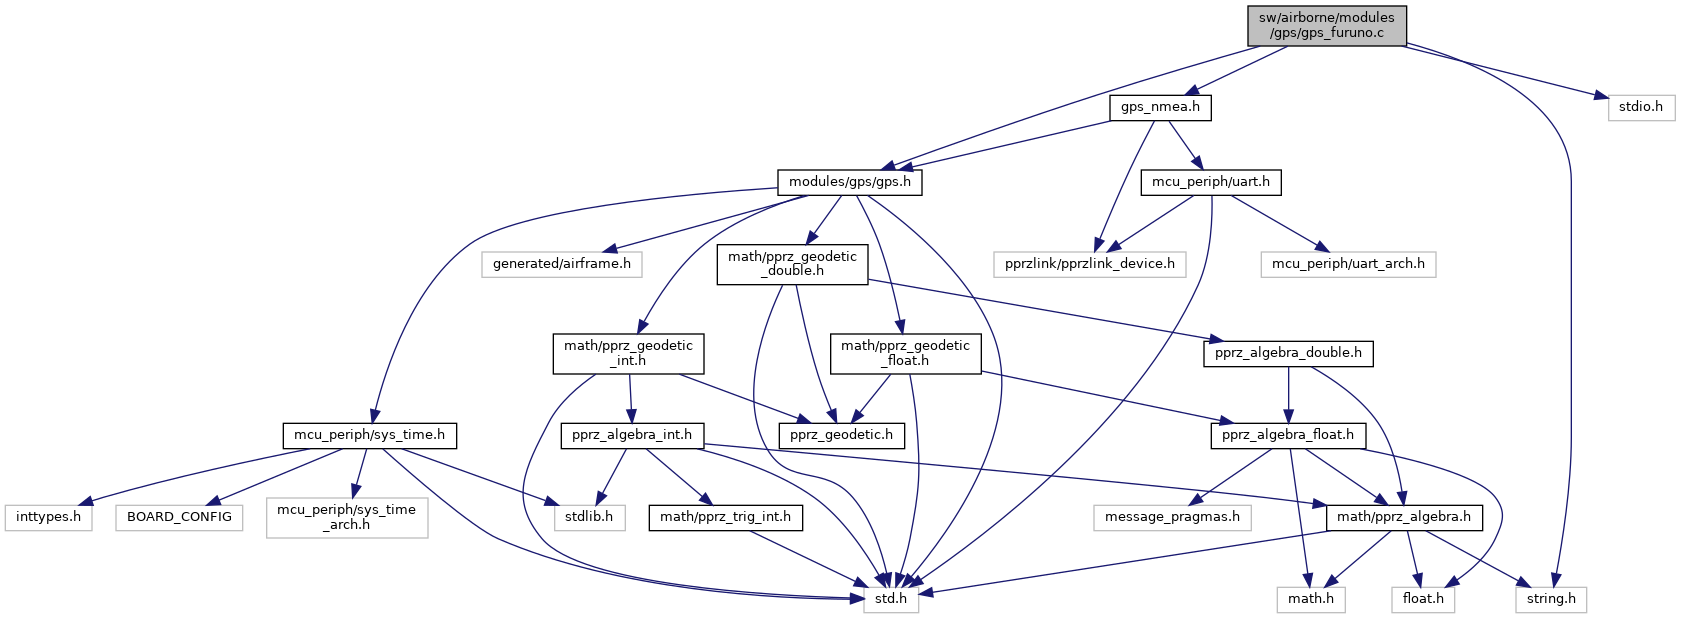 sw/airborne/modules
/gps/gps_furuno.c
gps_nmea.h
stdio.h
modules/gps/gps.h
mcu_periph/uart.h
generated/airframe.h
math/pprz_geodetic
_double.h
pprzlink/pprzlink_device.h
mcu_periph/uart_arch.h
math/pprz_geodetic
_int.h
math/pprz_geodetic
_float.h
pprz_algebra_double.h
mcu_periph/sys_time.h
pprz_algebra_int.h
pprz_geodetic.h
pprz_algebra_float.h
inttypes.h
BOARD_CONFIG
mcu_periph/sys_time
_arch.h
stdlib.h
math/pprz_trig_int.h
message_pragmas.h
math/pprz_algebra.h
std.h
math.h
float.h
string.h